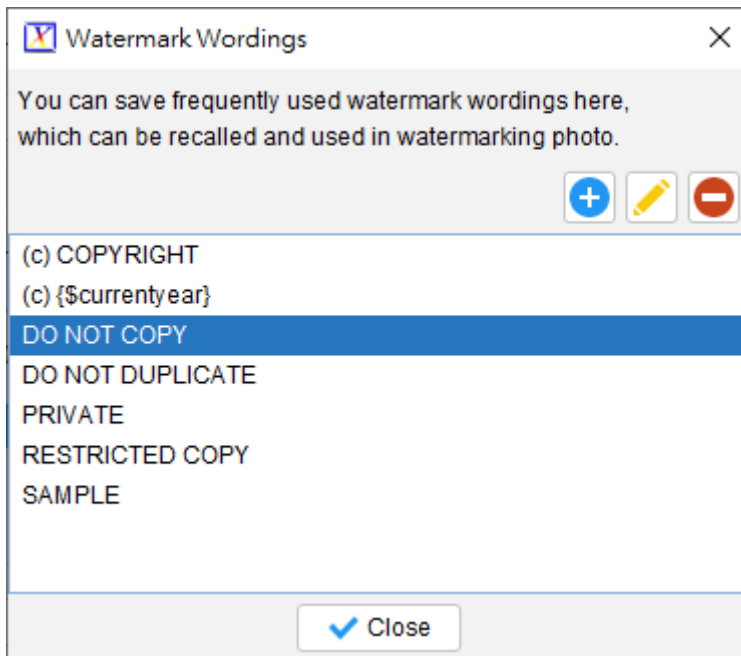 Watermark Wordings
You can save frequently used watermark wordings here,
which can be recalled and used in watermarking photo.
(c) COPYRIGHT
(c) {$currentyear}
DO NOT COPY
DO NOT DUPLICATE
PRIVATE
RESTRICTED COPY
SAMPLE
Close